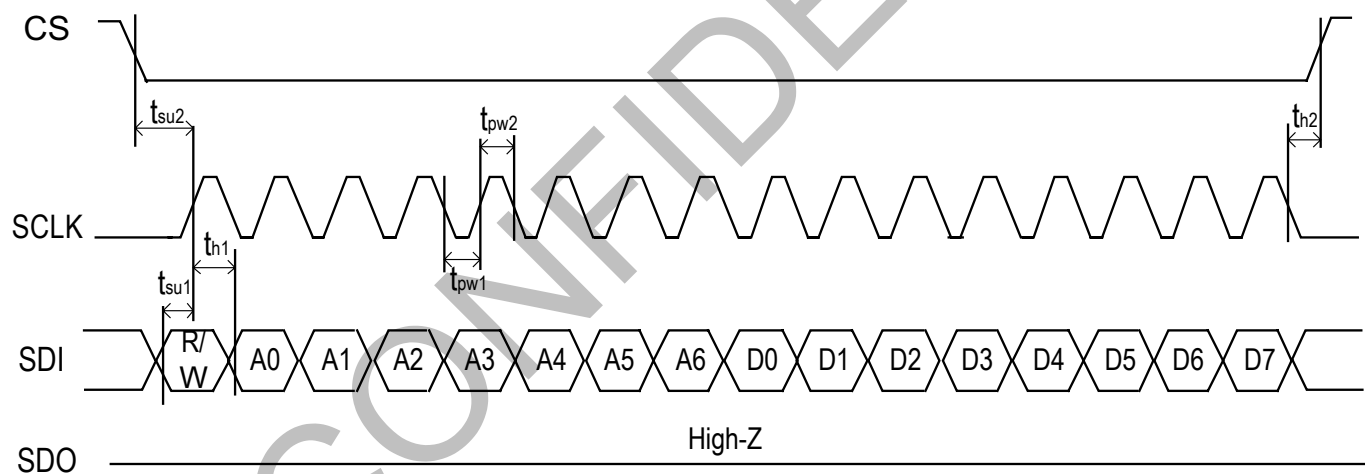 CS
tsu2
tpw2
th2
SCLK
th1
tsu1
tpw1
SDI
R/
W
A0
A1
A2
A3
A4
A5
A6
D0
D1
D2
D3
D4
D5
D6
D7
High-Z
SDO
CONFIDE